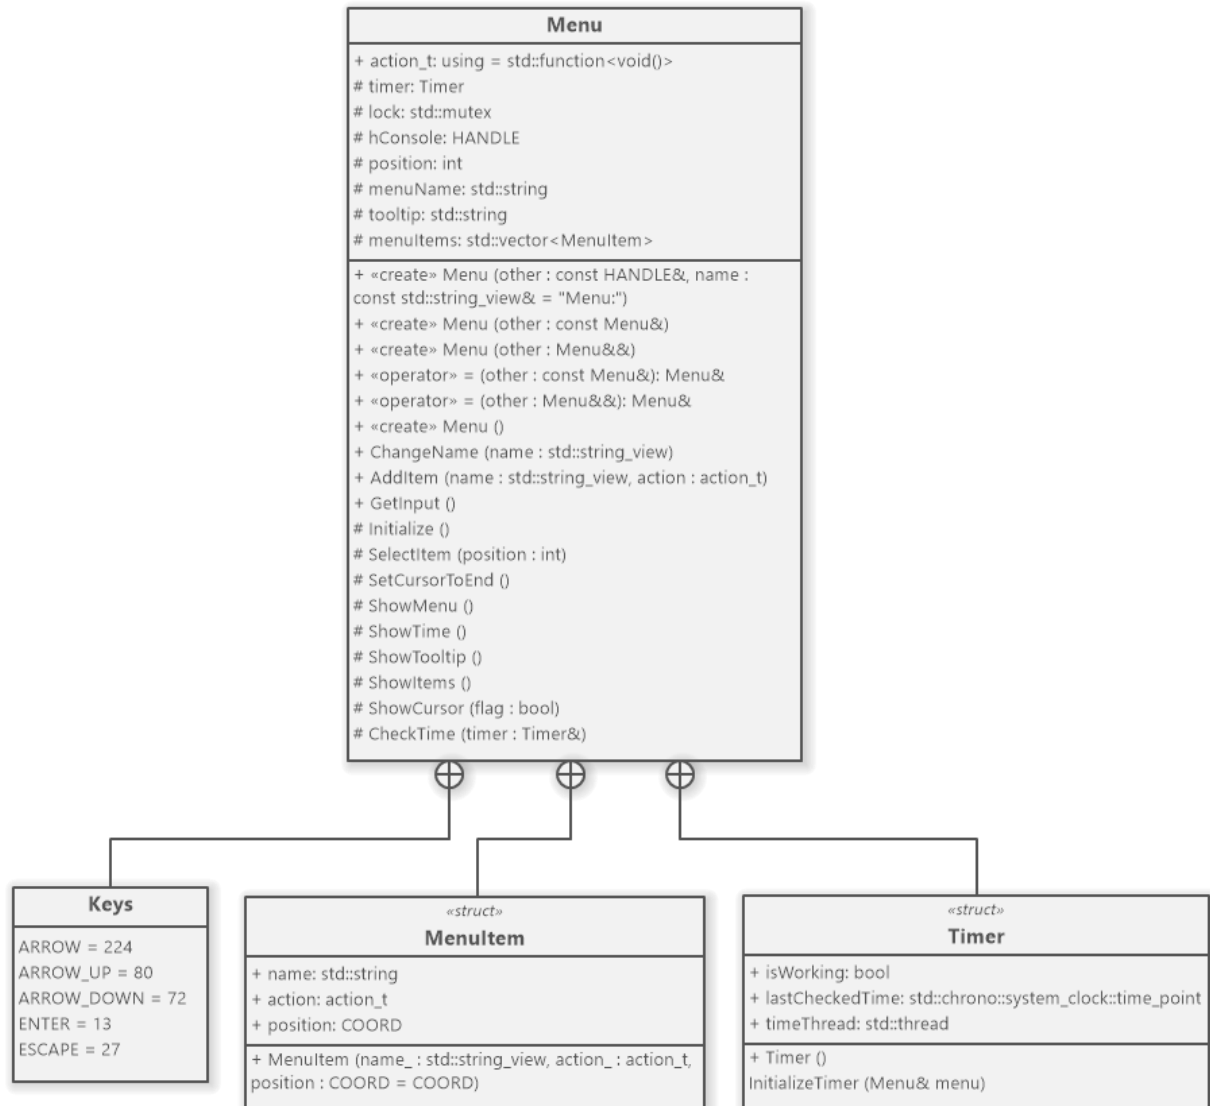 Menu
+ action_t: using = std::function<void()>
# timer: Timer
# lock: std::mutex
# hConsole: HANDLE
# position: int
# menuName: std::string
# tooltip: std::string
# menuItems: std::vector<MenuItem>
+ «create» Menu (other : const HANDLE&, name :
const std::string_view& = "Menu:")
+ «create» Menu (other : const Menu&)
+ «create» Menu (other : Menu&&)
+ «operator» = (other : const Menu&): Menu&
+ «operator» = (other : Menu&&): Menu&
+ «create» Menu ()
+ ChangeName (name : std::string_view)
+ AddItem (name : std::string_view, action : action_t)
+ GetInput ()
# Initialize ()
# SelectItem (position : int)
# SetCursorToEnd ()
# ShowMenu ()
# ShowTime ()
# ShowTooltip ()
# ShowItems ()
# ShowCursor (flag : bool)
# CheckTime (timer : Timer&)
Keys
ARROW = 224
ARROW_UP = 80
ARROW_DOWN = 72
ENTER = 13
ESCAPE = 27
«struct»
MenuItem
+ name: std::string
+ action: action_t
+ position: COORD
+ MenuItem (name_ : std::string_view, action_ : action_t,
position : COORD = COORD)
«struct»
Timer
+ isWorking: bool
+ lastCheckedTime: std::chrono::system_clock::time_point
+ timeThread: std::thread
+ Timer ()
InitializeTimer (Menu& menu)